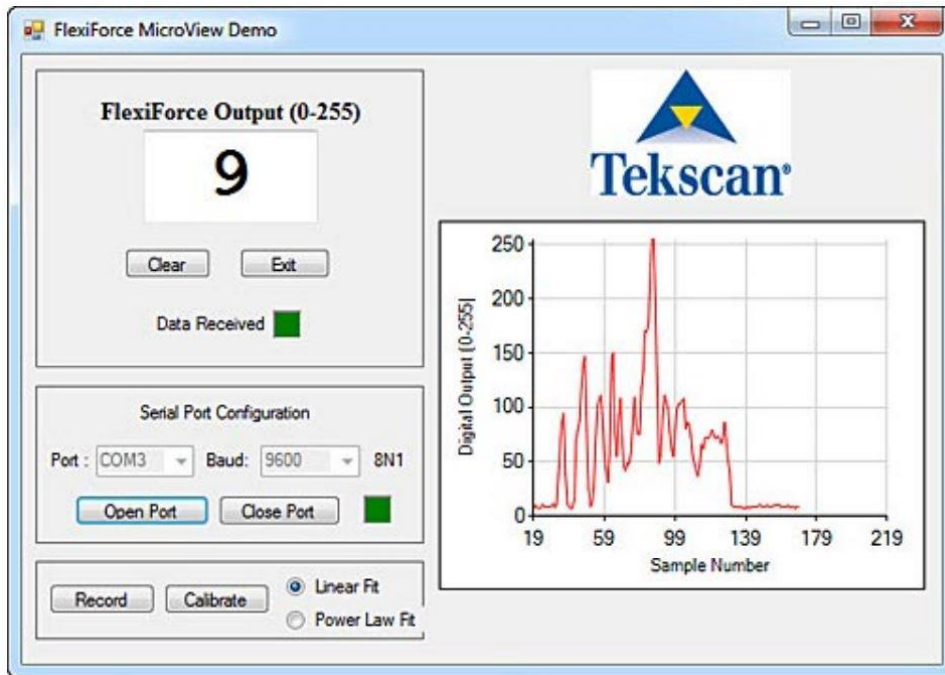 FlexiForce MicroView Demo
FlexiForce Output (0-255)
9
Clear
Exit
Data Received
Serial Port Configuration
Port : COM3 Baud: 9600 8N1
Open Port
Close Port
Record
Calibrate
Linear Fit
Power Law Fit
Tekscan®
Digital Output (0-255)
250
200
150
100
50
0
19 59 99 139 179 219
Sample Number